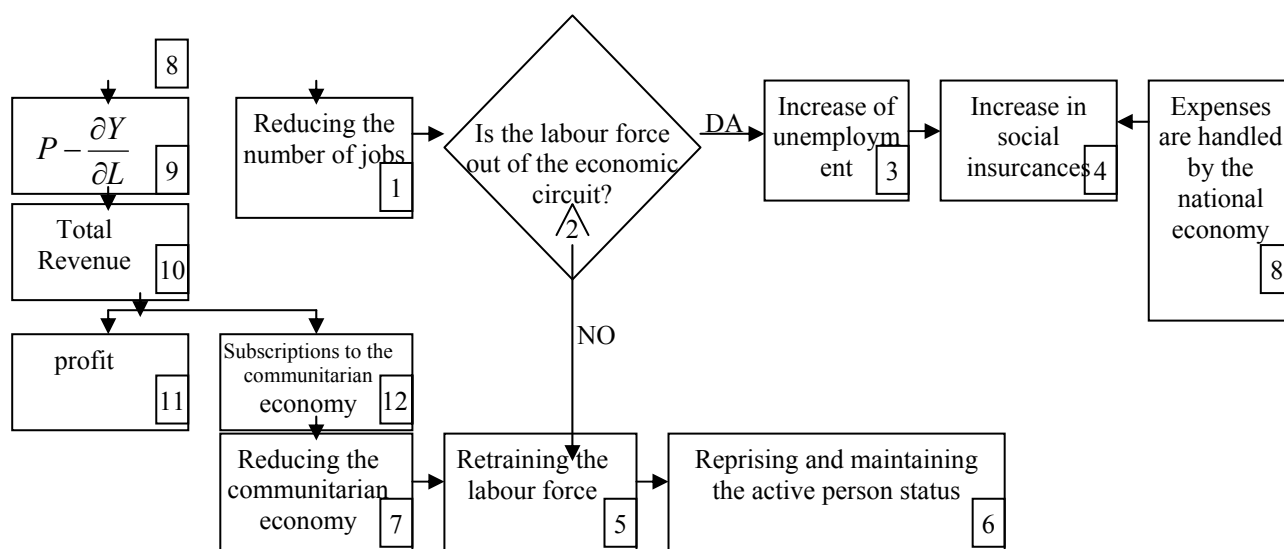 8
P − ∂Y/∂L
9
Total
Revenue
10
profit
11
Subscriptions to the
communitarian
economy
12
Reducing the
number of jobs
1
Is the labour force
out of the economic
circuit?
2
DA
NO
Increase of
unemploym
ent
3
Increase in
social
insurcances
4
Expenses
are handled
by the
national
economy
8
Reducing the
communitarian
economy
7
Retraining the
labour force
5
Reprising and maintaining
the active person status
6